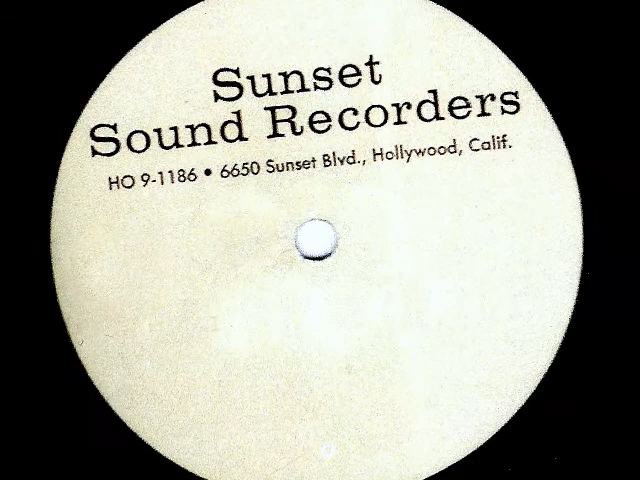 Sunset
Sound Recorders
HO 9-1186 • 6650 Sunset Blvd., Hollywood, Calif.